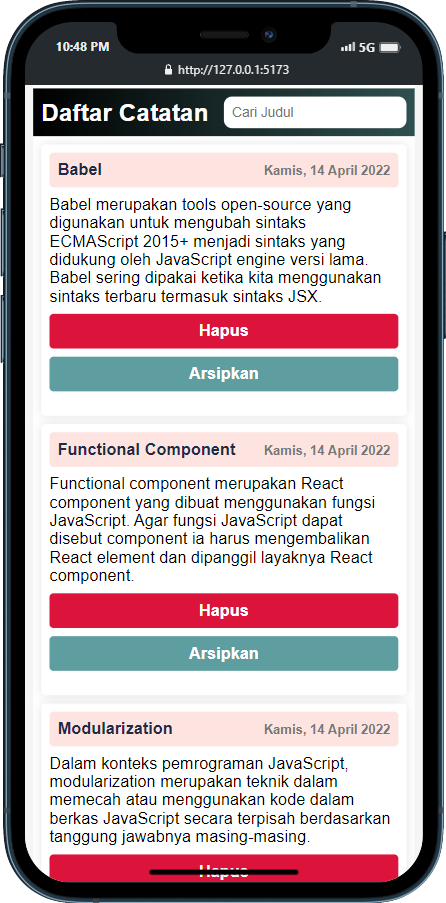 10:48 PM 5G
http://127.0.0.1:5173
Daftar Catatan Cari Judul
Babel Kamis, 14 April 2022
Babel merupakan tools open-source yang
digunakan untuk mengubah sintaks
ECMAScript 2015+ menjadi sintaks yang
didukung oleh JavaScript engine versi lama.
Babel sering dipakai ketika kita menggunakan
sintaks terbaru termasuk sintaks JSX.
Hapus
Arsipkan
Functional Component Kamis, 14 April 2022
Functional component merupakan React
component yang dibuat menggunakan fungsi
JavaScript. Agar fungsi JavaScript dapat
disebut component ia harus mengembalikan
React element dan dipanggil layaknya React
component.
Hapus
Arsipkan
Modularization Kamis, 14 April 2022
Dalam konteks pemrograman JavaScript,
modularization merupakan teknik dalam
memecah atau menggunakan kode dalam
berkas JavaScript secara terpisah berdasarkan
tanggung jawabnya masing-masing.
Hapus